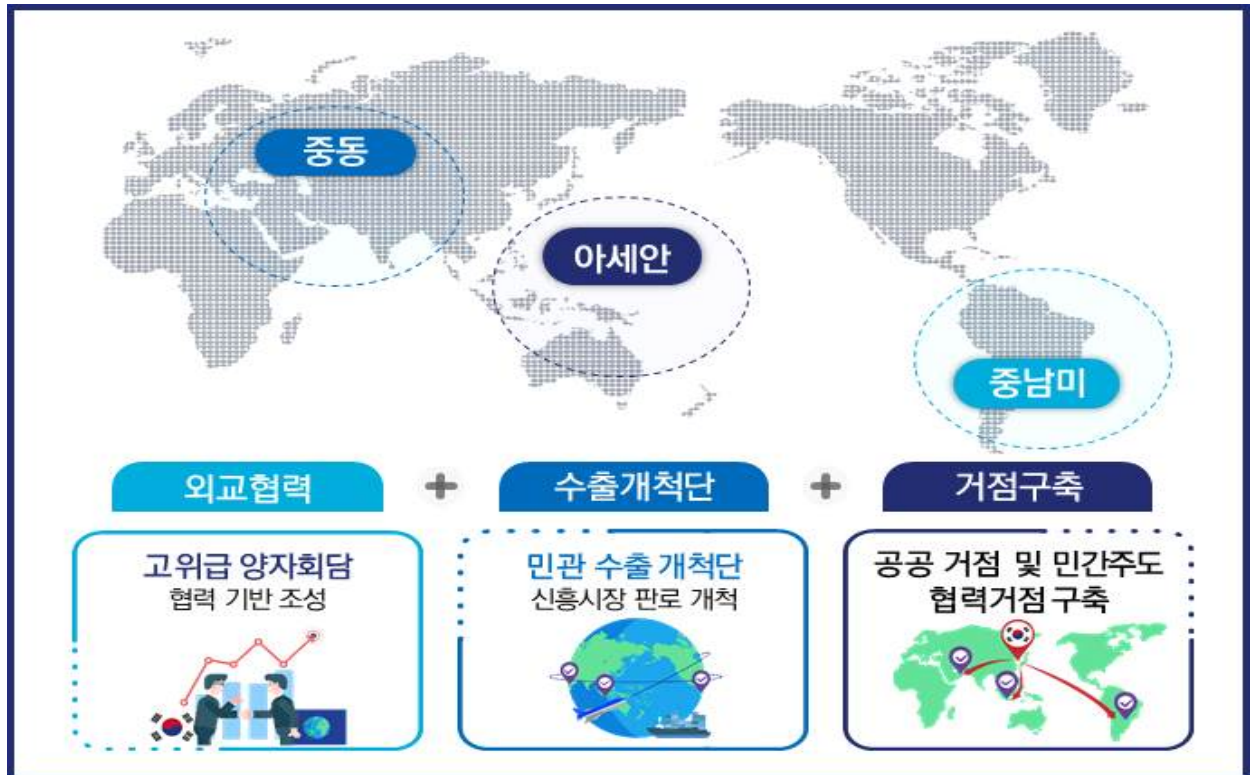 중동
아세안
중남미
외교협력 + 수출개척단 + 거점구축
고위급 양자회담
협력 기반 조성
민관 수출 개척단
신흥시장 판로 개척
공공 거점 및 민간주도
협력거점 구축